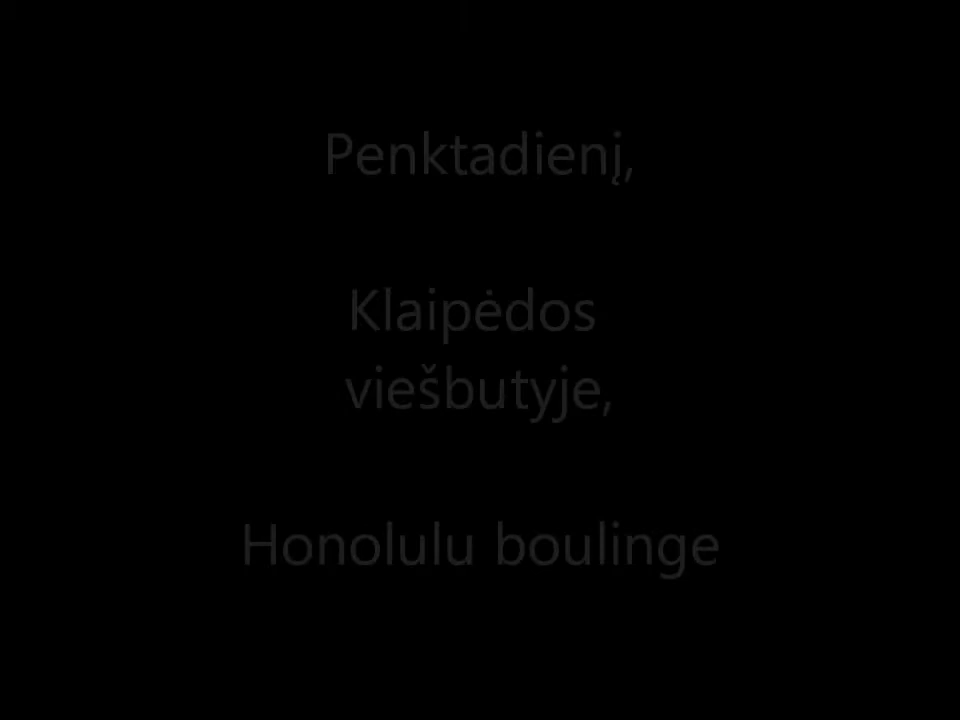 Penktadienį,
Klaipėdos
viešbutyje,
Honolulu boulinge